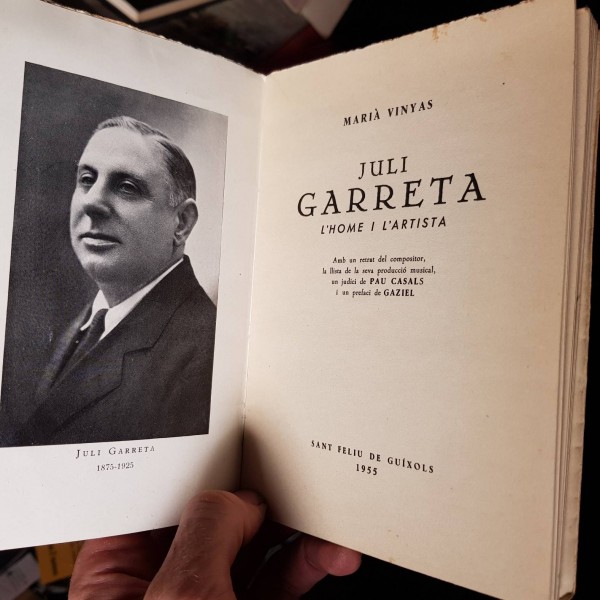 JULI GARRETA
1875-1925
MARIÀ VINYAS
JULI
GARRETA
L'HOME I L'ARTISTA
Amb un retrat del compositor,
la llista de la seva producció musical,
un judici de PAU CASALS
i un prefaci de GAZIEL
SANT FELIU DE GUÍXOLS
1955